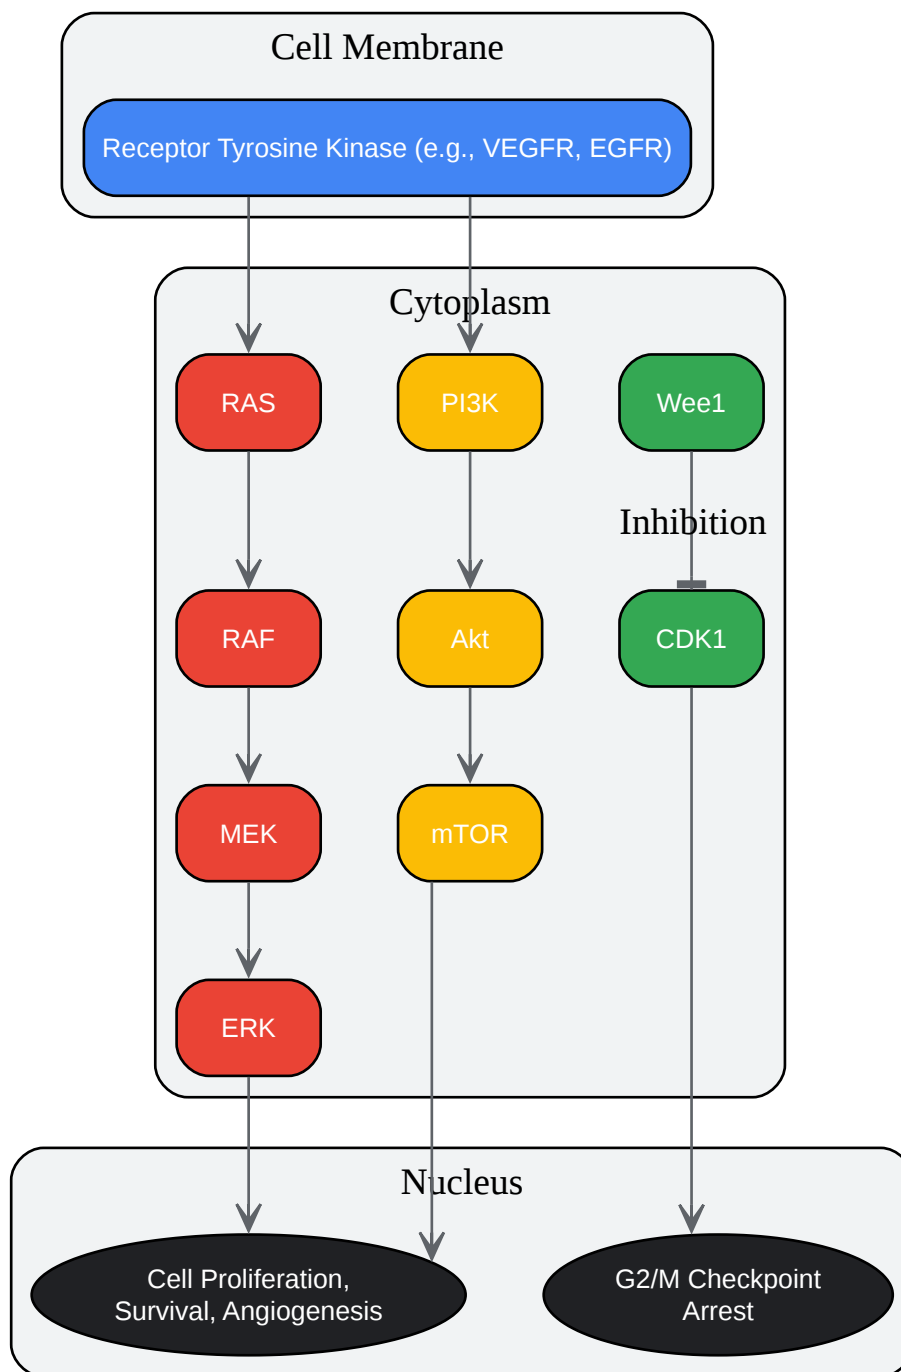 Cell Membrane
Receptor Tyrosine Kinase (e.g., VEGFR, EGFR)
Cytoplasm
RAS
PI3K
Wee1
Inhibition
RAF
Akt
CDK1
MEK
mTOR
ERK
Nucleus
Cell Proliferation,
Survival, Angiogenesis
G2/M Checkpoint
Arrest